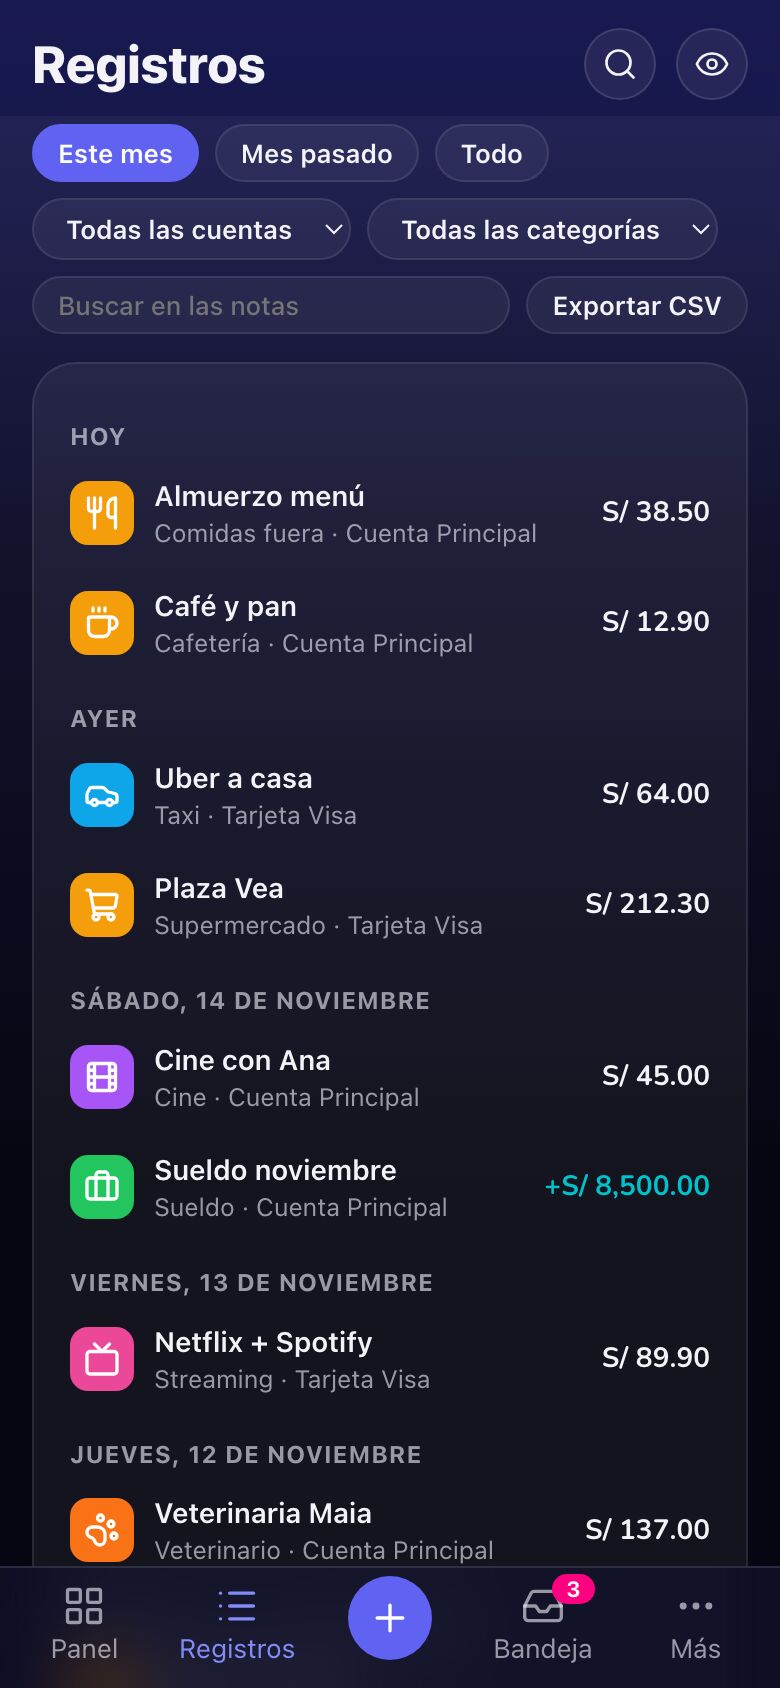 Registros
Este mes
Mes pasado
Todo
Todas las cuentas
Todas las categorías
Buscar en las notas
Exportar CSV
HOY
Almuerzo menú
S/ 38.50
Comidas fuera · Cuenta Principal
Café y pan
S/ 12.90
Cafetería · Cuenta Principal
AYER
Uber a casa
S/ 64.00
Taxi · Tarjeta Visa
Plaza Vea
S/ 212.30
Supermercado · Tarjeta Visa
SÁBADO, 14 DE NOVIEMBRE
Cine con Ana
S/ 45.00
Cine · Cuenta Principal
Sueldo noviembre
+S/ 8,500.00
Sueldo · Cuenta Principal
VIERNES, 13 DE NOVIEMBRE
Netflix + Spotify
S/ 89.90
Streaming · Tarjeta Visa
JUEVES, 12 DE NOVIEMBRE
Veterinaria Maia
S/ 137.00
Veterinario · Cuenta Principal
3
Panel
Registros
Bandeja
Más